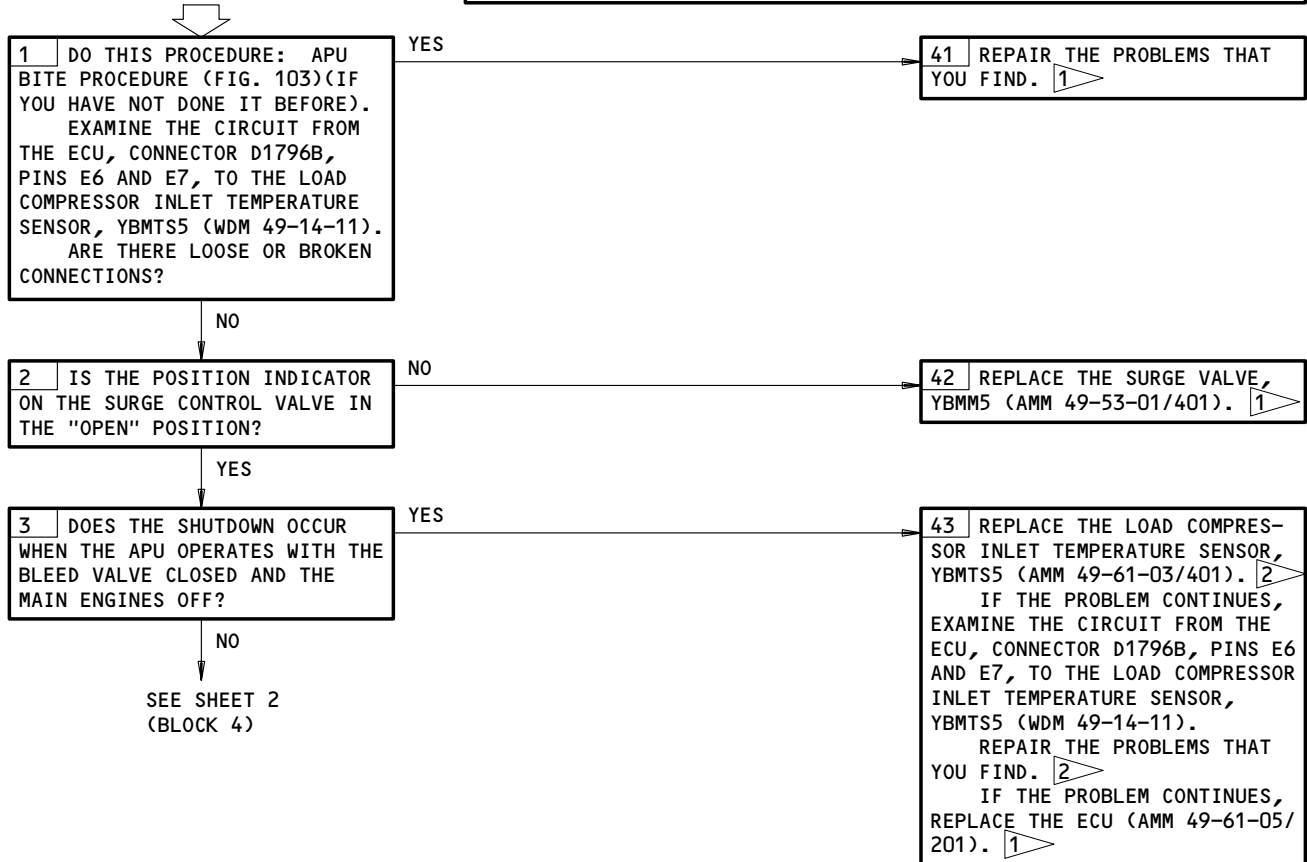 1 DO THIS PROCEDURE: APU
BITE PROCEDURE (FIG. 103)(IF
YOU HAVE NOT DONE IT BEFORE).
EXAMINE THE CIRCUIT FROM
THE ECU, CONNECTOR D1796B,
PINS E6 AND E7, TO THE LOAD
COMPRESSOR INLET TEMPERATURE
SENSOR, YBMTS5 (WDM 49-14-11).
ARE THERE LOOSE OR BROKEN
CONNECTIONS?
YES
41 REPAIR THE PROBLEMS THAT
YOU FIND. 1
NO
2 IS THE POSITION INDICATOR
ON THE SURGE CONTROL VALVE IN
THE "OPEN" POSITION?
NO
42 REPLACE THE SURGE VALVE,
YBMM5 (AMM 49-53-01/401). 1
YES
3 DOES THE SHUTDOWN OCCUR
WHEN THE APU OPERATES WITH THE
BLEED VALVE CLOSED AND THE
MAIN ENGINES OFF?
YES
43 REPLACE THE LOAD COMPRES-
SOR INLET TEMPERATURE SENSOR,
YBMTS5 (AMM 49-61-03/401). 2
IF THE PROBLEM CONTINUES,
EXAMINE THE CIRCUIT FROM THE
ECU, CONNECTOR D1796B, PINS E6
AND E7, TO THE LOAD COMPRESSOR
INLET TEMPERATURE SENSOR,
YBMTS5 (WDM 49-14-11).
REPAIR THE PROBLEMS THAT
YOU FIND. 2
IF THE PROBLEM CONTINUES,
REPLACE THE ECU (AMM 49-61-05/
201). 1
NO
SEE SHEET 2
(BLOCK 4)